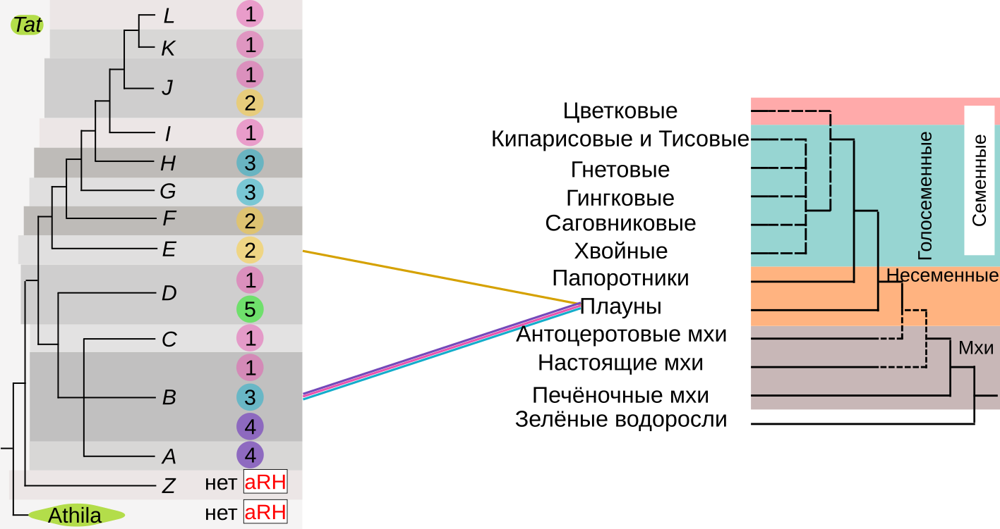 Tat
L 1
K 1
J 1
2
I 1
H 3
G 3
F 2
E 2
D 1
5
C 1
B 1
3
4
A 4
Z нет aRH
Athila нет aRH
Цветковые
Кипарисовые и Тисовые
Гнетовые
Гингковые
Саговниковые
Хвойные
Папоротники
Плауны
Антоцеротовые мхи
Настоящие мхи
Печёночные мхи
Зелёные водоросли
Голосеменные
Семенные
Несеменные
Мхи